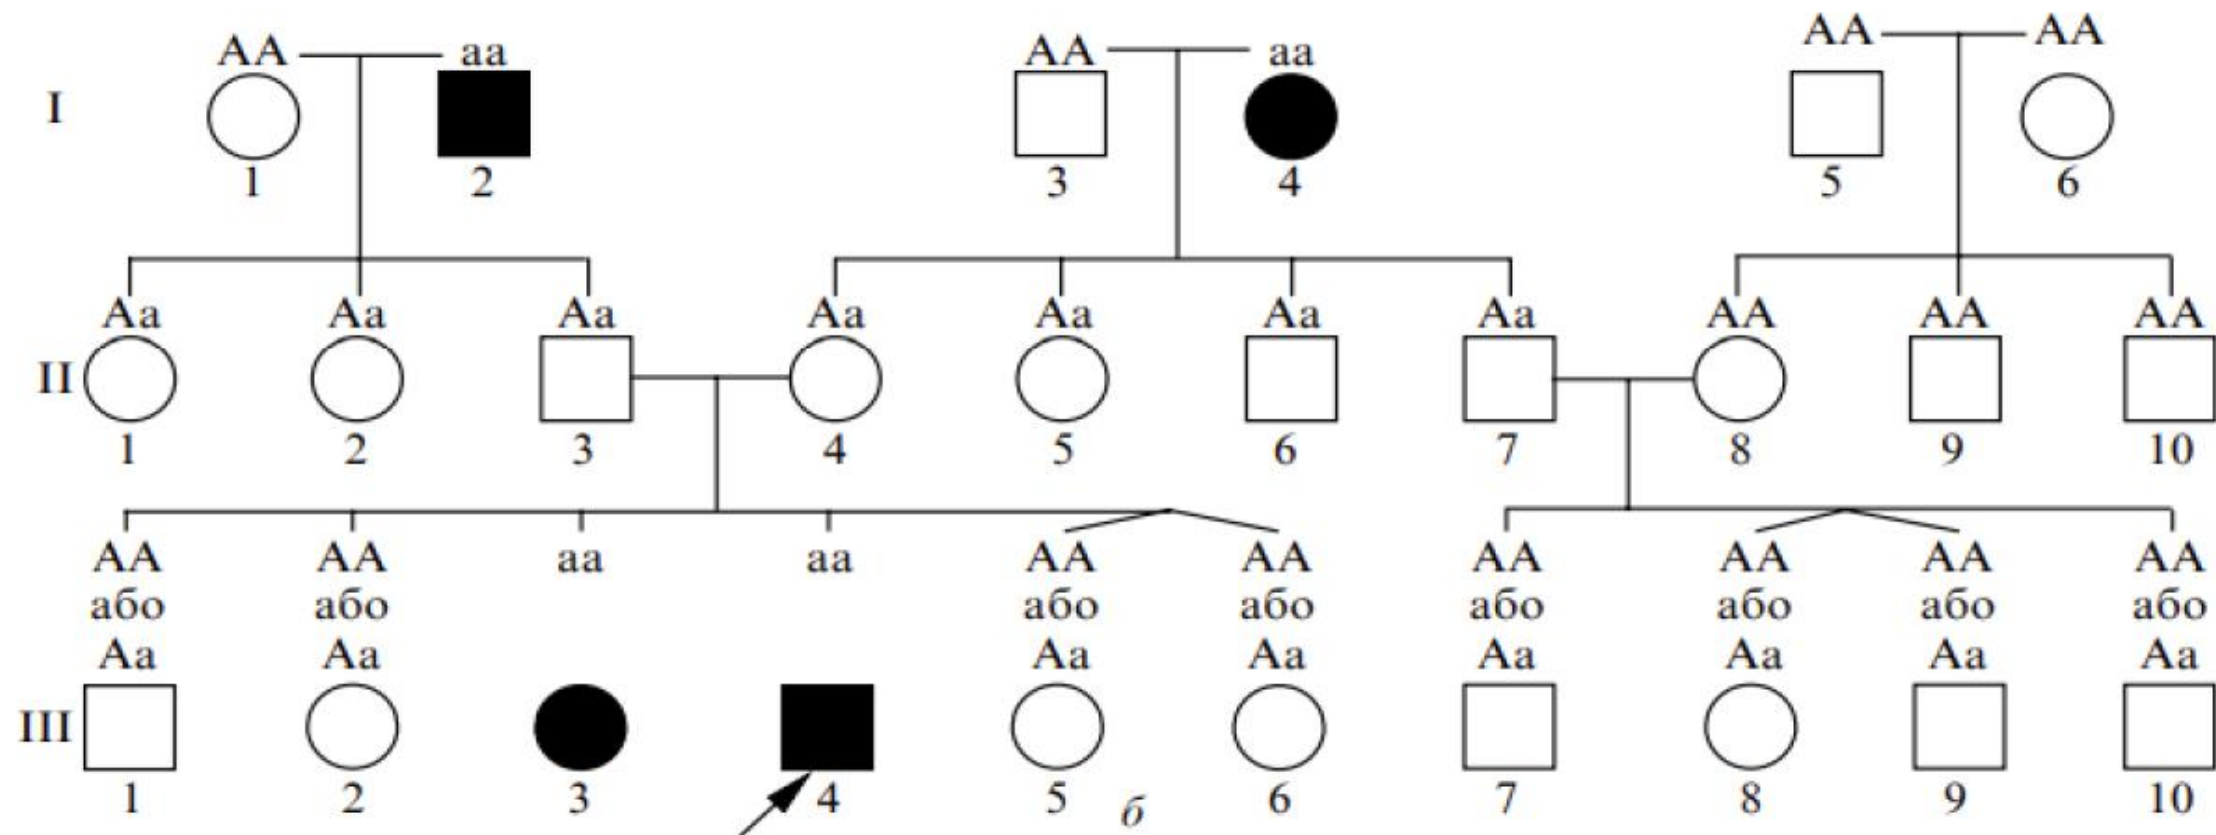 AA aa AA aa AA AA
I
1 2 3 4 5 6
Aa Aa Aa Aa Aa Aa Aa AA AA AA
II
1 2 3 4 5 6 7 8 9 10
AA AA aa aa AA AA AA AA AA AA
або або або або або або або або
Aa Aa Aa Aa Aa Aa Aa Aa
III
1 2 3 4 5 б 6 7 8 9 10